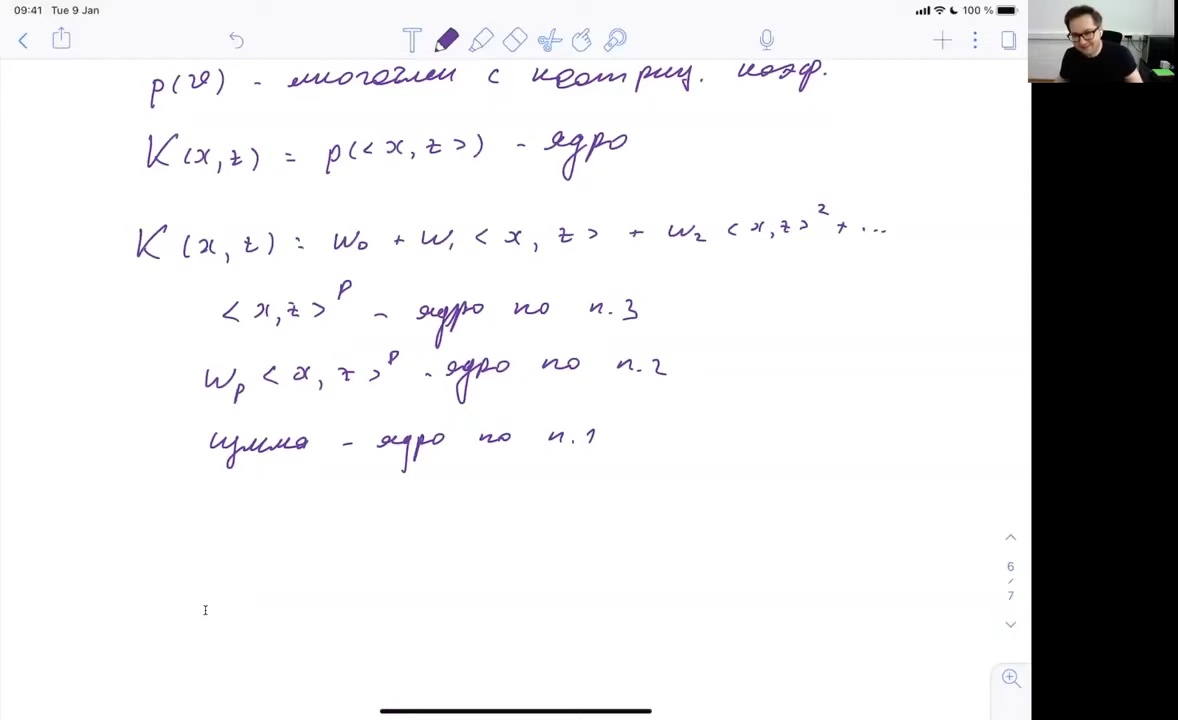 09:41 Tue 9 Jan 100 %
p(v) - многочлен с неотриц. коэф.
K(x,z) = p(<x,z>) - ядро
K(x,z) = w₀ + w₁<x,z> + w₂<x,z>² + ...
<x,z>ᵖ - ядро по п.3
wₚ<x,z>ᵖ - ядро по п.2
сумма - ядро по п.1
6
/
7